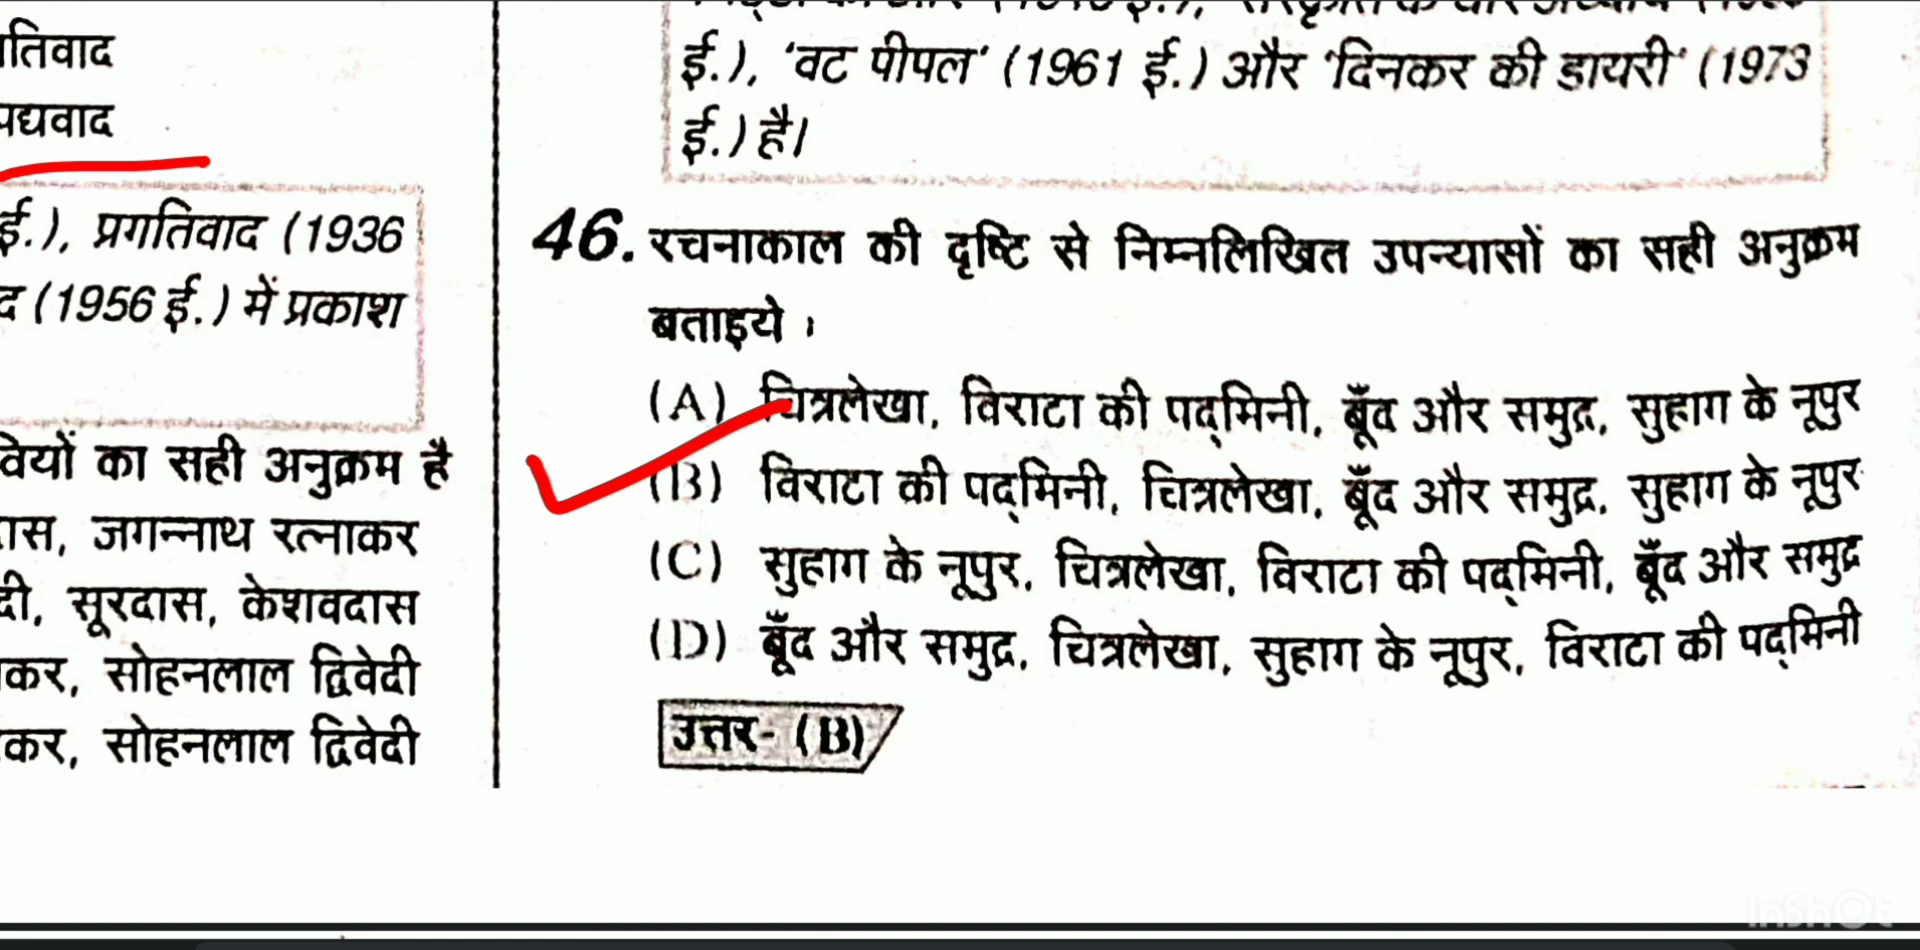 तिवाद
पद्यवाद
ई.), प्रगतिवाद (1936
द (1956 ई.) में प्रकाश
वियों का सही अनुक्रम है
ास, जगन्नाथ रत्नाकर
दी, सूरदास, केशवदास
कर, सोहनलाल द्विवेदी
कर, सोहनलाल द्विवेदी
ई.), 'वट पीपल' (1961 ई.) और 'दिनकर की डायरी' (1973
ई.) है।
46. रचनाकाल की दृष्टि से निम्नलिखित उपन्यासों का सही अनुक्रम
बताइये।
(A) चित्रलेखा, विराटा की पद्मिनी, बूँद और समुद्र, सुहाग के नूपुर
(B) विराटा की पद्मिनी, चित्रलेखा, बूँद और समुद्र, सुहाग के नूपुर
(C) सुहाग के नूपुर, चित्रलेखा, विराटा की पद्मिनी, बूँद और समुद्र
(D) बूँद और समुद्र, चित्रलेखा, सुहाग के नूपुर, विराटा की पद्मिनी
उत्तर- (B)
InShOt